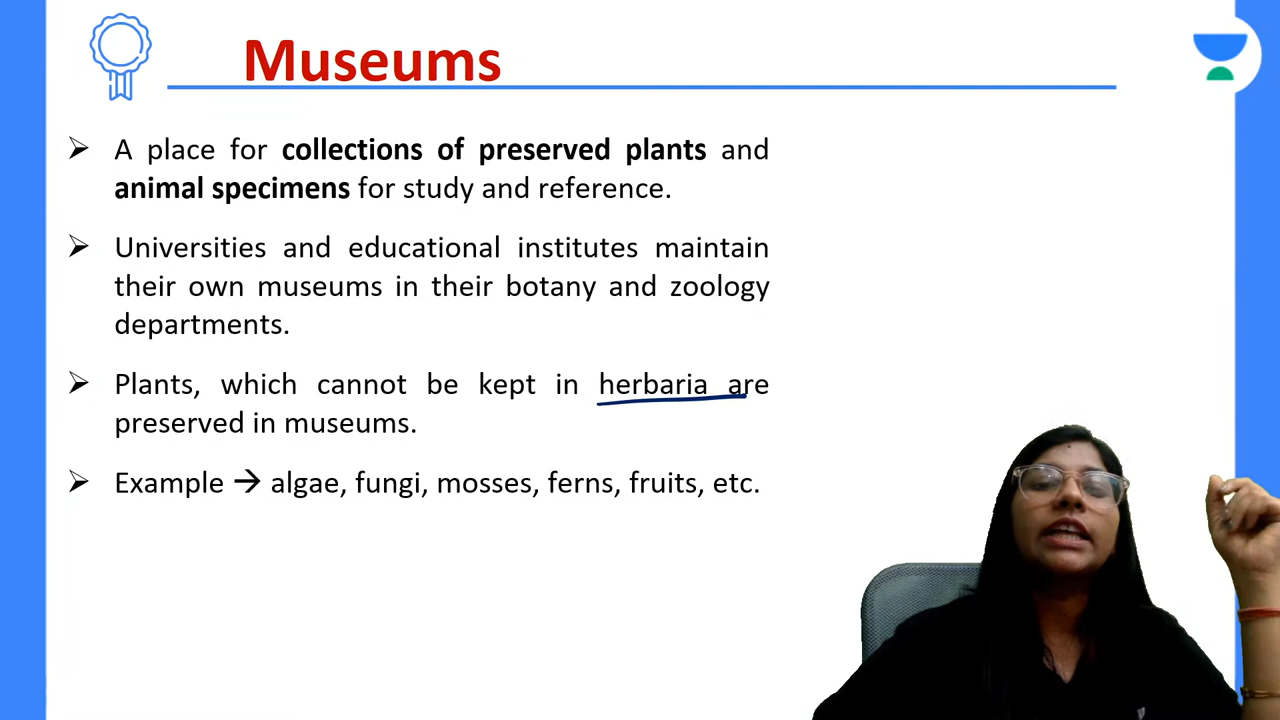 Museums
➢ A place for collections of preserved plants and
animal specimens for study and reference.
➢ Universities and educational institutes maintain
their own museums in their botany and zoology
departments.
➢ Plants, which cannot be kept in herbaria are
preserved in museums.
➢ Example → algae, fungi, mosses, ferns, fruits, etc.